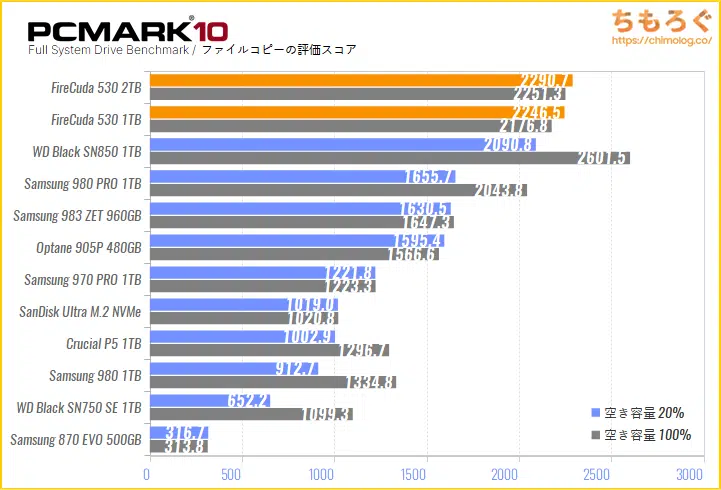 PCMARK®10
ちもろぐ
https://chimolog.co/
Full System Drive Benchmark / ファイルコピーの評価スコア
FireCuda 530 2TB 2290.7
2251.3
FireCuda 530 1TB 2246.5
2176.8
WD Black SN850 1TB 2090.8
2601.5
Samsung 980 PRO 1TB 1655.7
2043.8
Samsung 983 ZET 960GB 1630.5
1647.3
Optane 905P 480GB 1595.4
1566.6
Samsung 970 PRO 1TB 1221.8
1223.3
SanDisk Ultra M.2 NVMe 1019.0
1020.8
Crucial P5 1TB 1002.9
1296.7
Samsung 980 1TB 912.7
1334.8
WD Black SN750 SE 1TB 652.2
1099.3
Samsung 870 EVO 500GB 316.7
313.8
空き容量 20%
空き容量 100%
0 500 1000 1500 2000 2500 3000